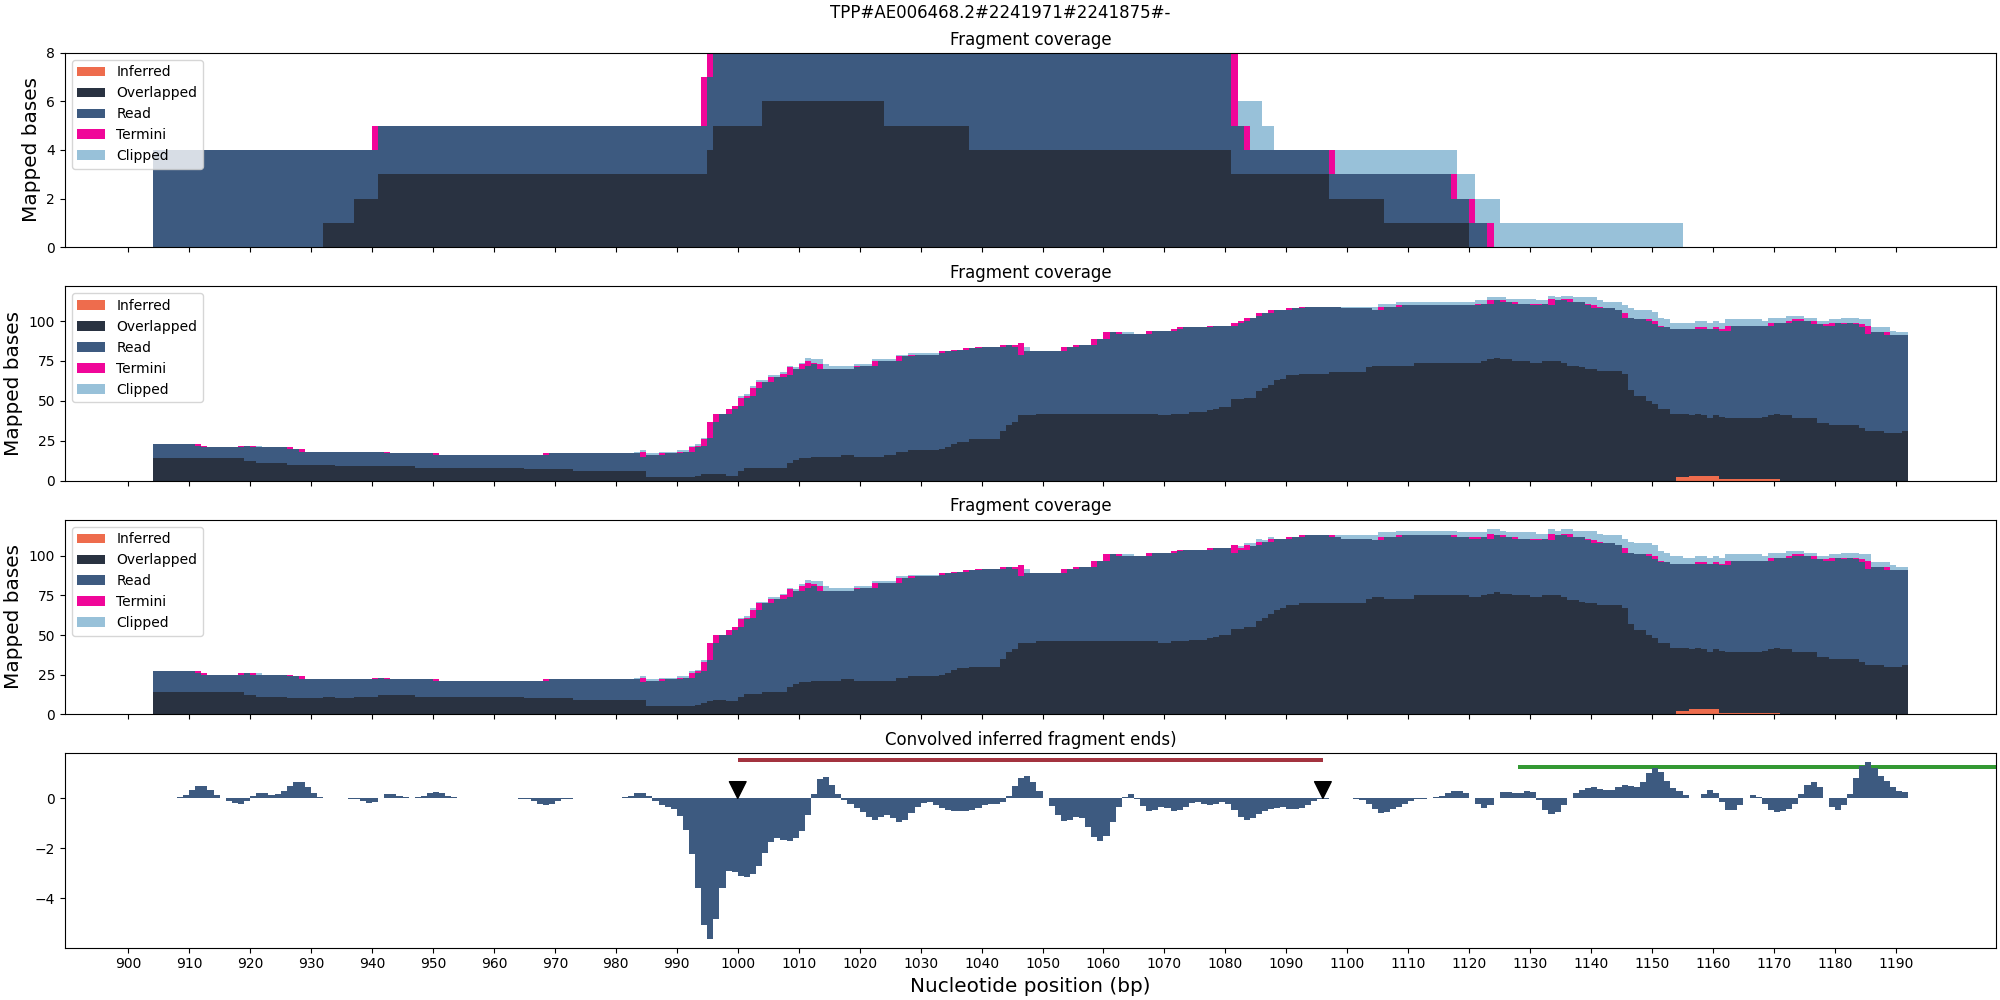 TPP#AE006468.2#2241971#2241875#-
Fragment coverage
Mapped bases
8
6
4
2
0
Inferred
Overlapped
Read
Termini
Clipped
Fragment coverage
Mapped bases
100
75
50
25
0
Inferred
Overlapped
Read
Termini
Clipped
Fragment coverage
Mapped bases
100
75
50
25
0
Inferred
Overlapped
Read
Termini
Clipped
Convolved inferred fragment ends)
0
−2
−4
900 910 920 930 940 950 960 970 980 990 1000 1010 1020 1030 1040 1050 1060 1070 1080 1090 1100 1110 1120 1130 1140 1150 1160 1170 1180 1190
Nucleotide position (bp)